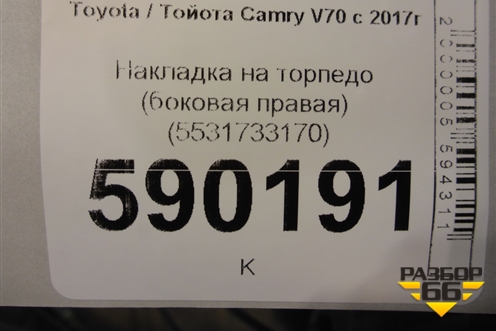 Toyota / Тойота Camry V70 с 2017г
Накладка на торпедо
(боковая правая)
(5531733170)
590191
К
2000005594311
РАЗБОР
66